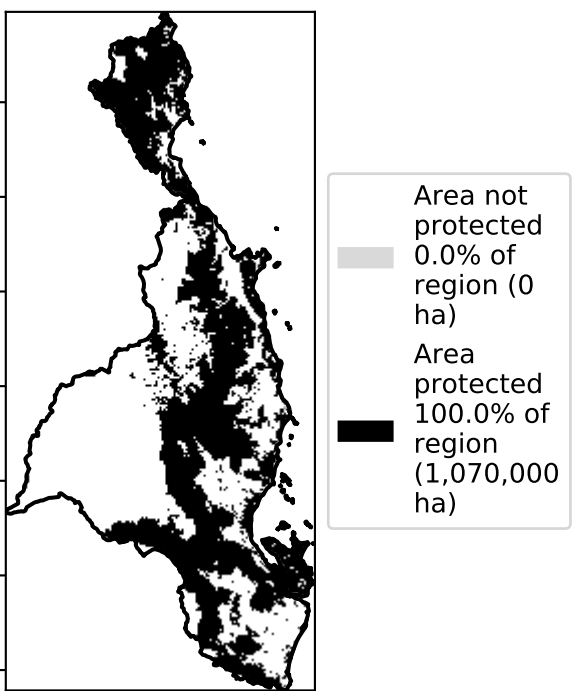 Area not
protected
0.0% of
region (0
ha)
Area
protected
100.0% of
region
(1,070,000
ha)